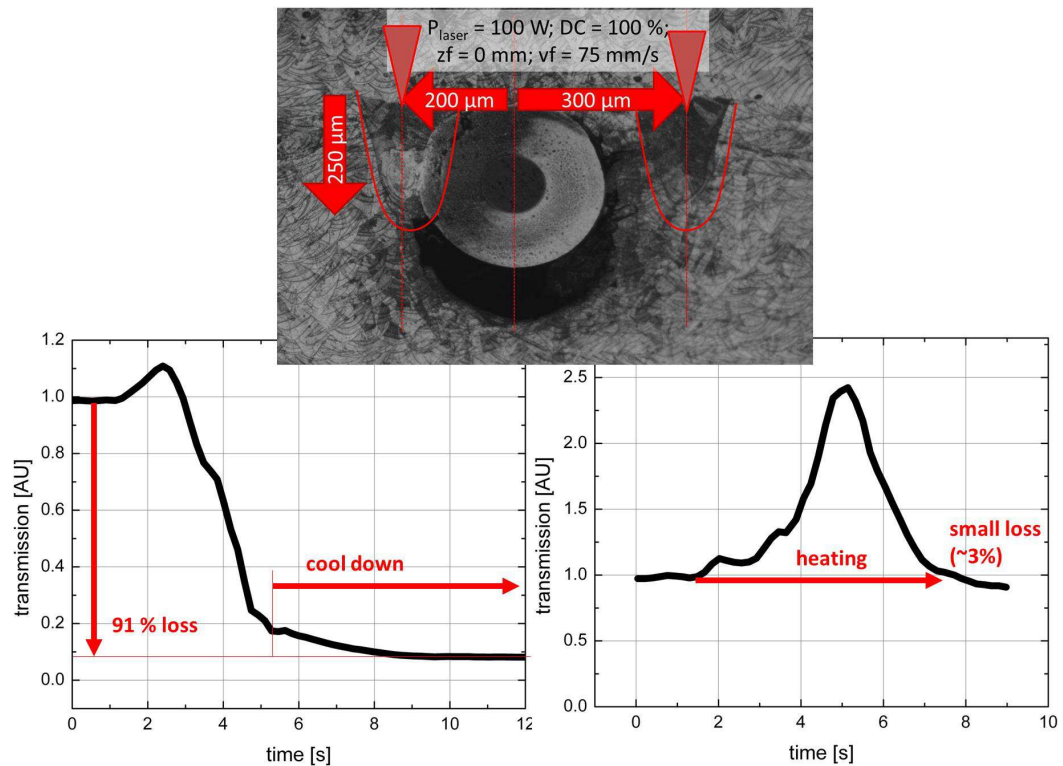 P_laser = 100 W; DC = 100 %;
zf = 0 mm; vf = 75 mm/s
200 µm
300 µm
250 µm
1.2
1.0
0.8
0.6
0.4
0.2
0.0
transmission [AU]
cool down
91 % loss
0 2 4 6 8 10 12
time [s]
2.5
2.0
1.5
1.0
0.5
0.0
transmission [AU]
small loss
(~3%)
heating
0 2 4 6 8 10
time [s]